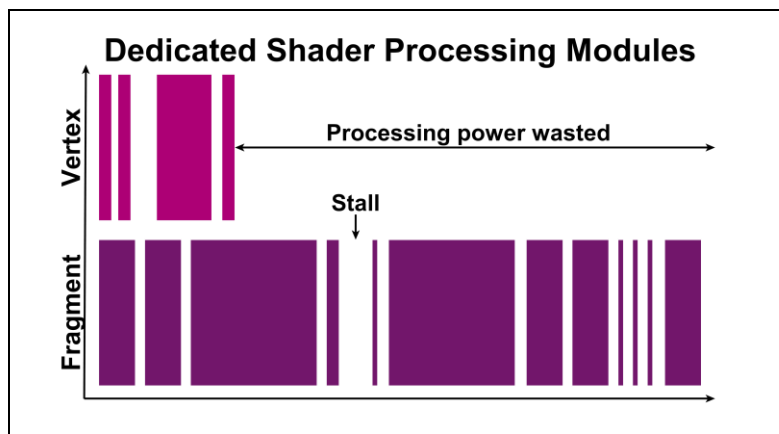 Dedicated Shader Processing Modules
Vertex
Processing power wasted
Stall
Fragment